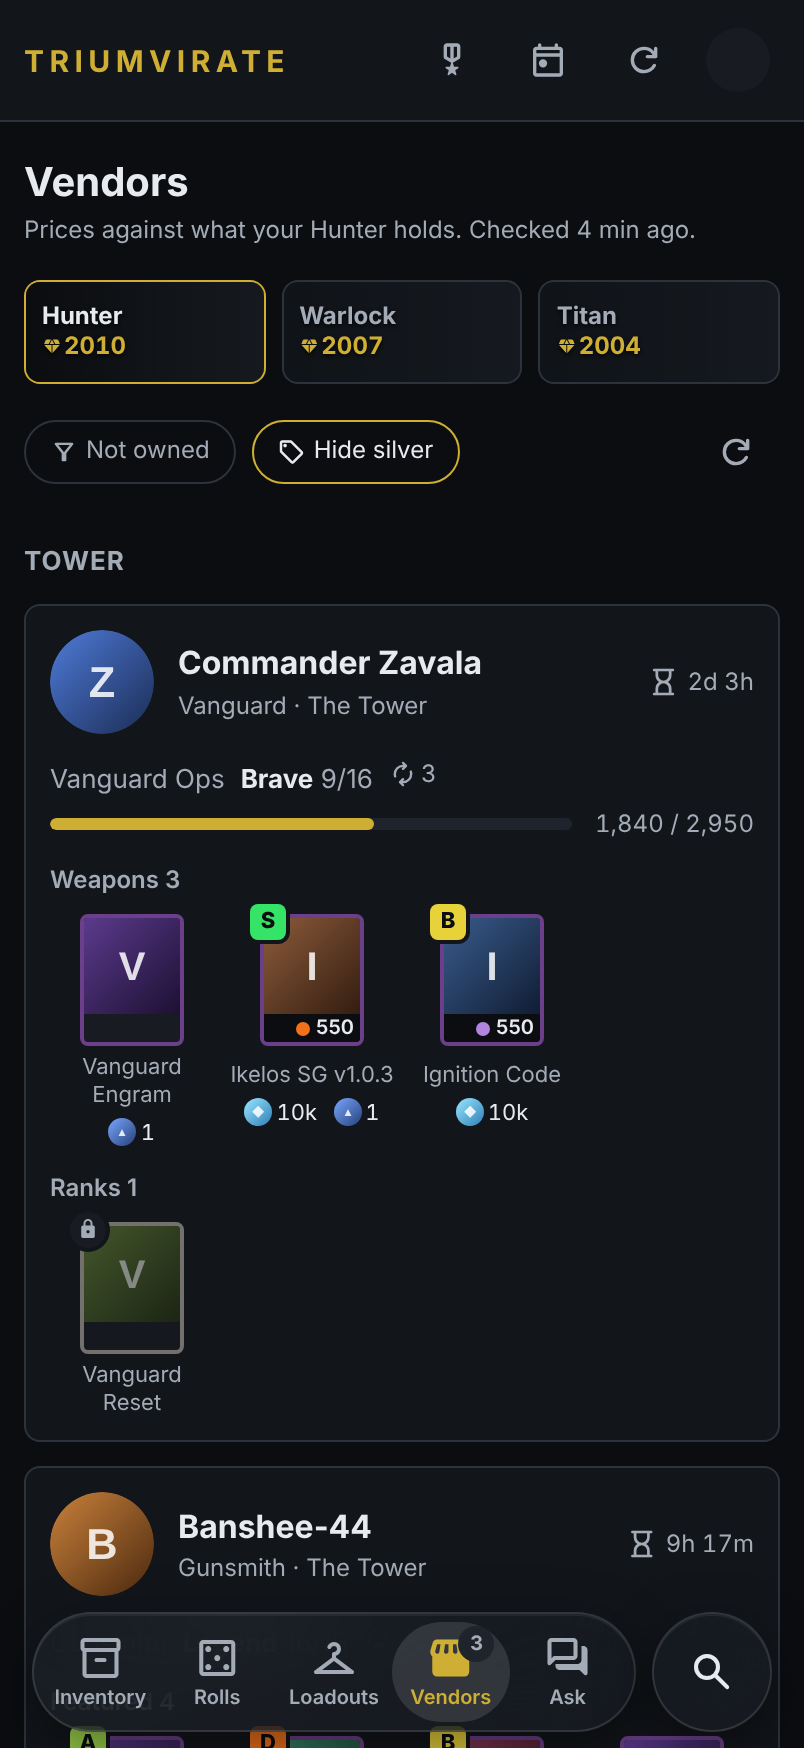 TRIUMVIRATE
Vendors
Prices against what your Hunter holds. Checked 4 min ago.
Hunter
2010
Warlock
2007
Titan
2004
Not owned
Hide silver
TOWER
Z
Commander Zavala
Vanguard · The Tower
2d 3h
Vanguard Ops Brave 9/16 3
1,840 / 2,950
Weapons 3
V
Vanguard
Engram
1
S
I
550
Ikelos SG v1.0.3
10k 1
B
I
550
Ignition Code
10k
Ranks 1
V
Vanguard
Reset
B
Banshee-44
Gunsmith · The Tower
9h 17m
Inventory
Rolls
Loadouts
3
Vendors
Ask
A
D
B